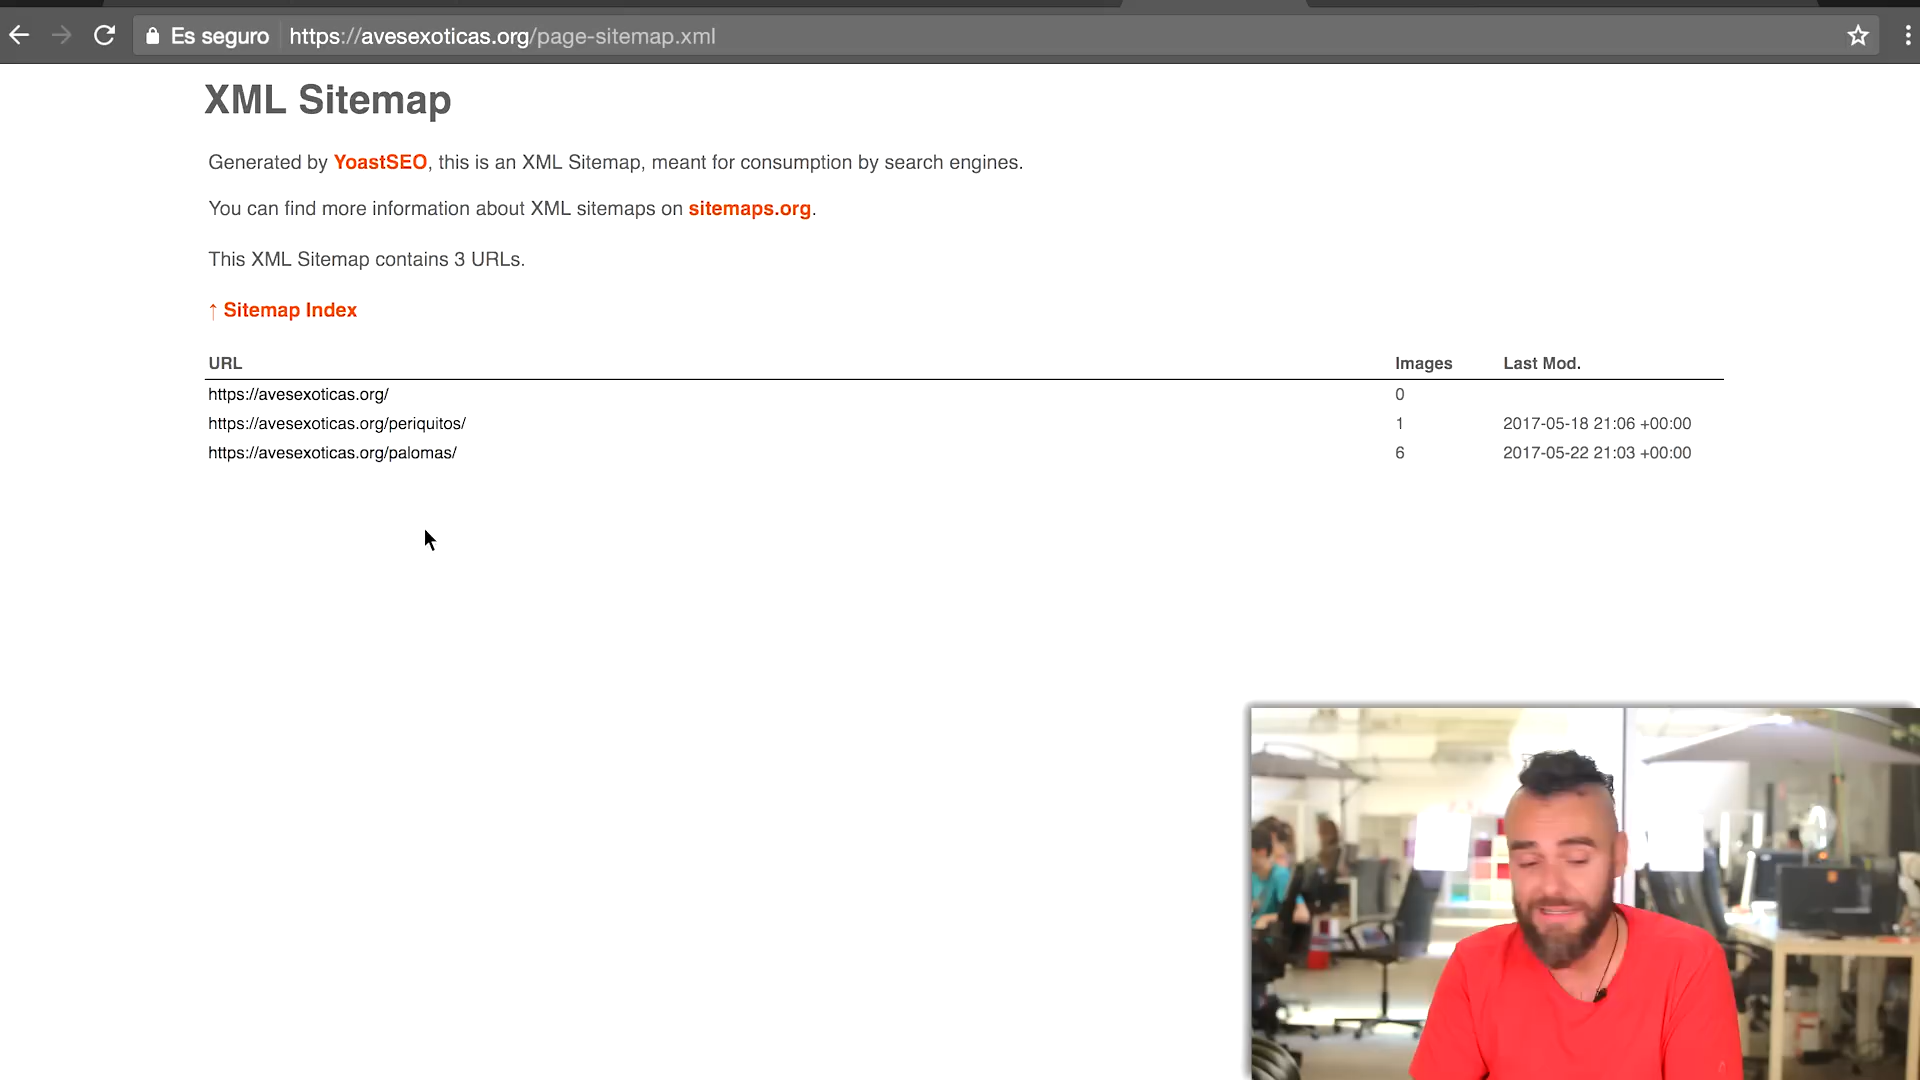 Es seguro https://avesexoticas.org/page-sitemap.xml
XML Sitemap
Generated by YoastSEO, this is an XML Sitemap, meant for consumption by search engines.
You can find more information about XML sitemaps on sitemaps.org.
This XML Sitemap contains 3 URLs.
↑ Sitemap Index
URL Images Last Mod.
https://avesexoticas.org/ 0
https://avesexoticas.org/periquitos/ 1 2017-05-18 21:06 +00:00
https://avesexoticas.org/palomas/ 6 2017-05-22 21:03 +00:00